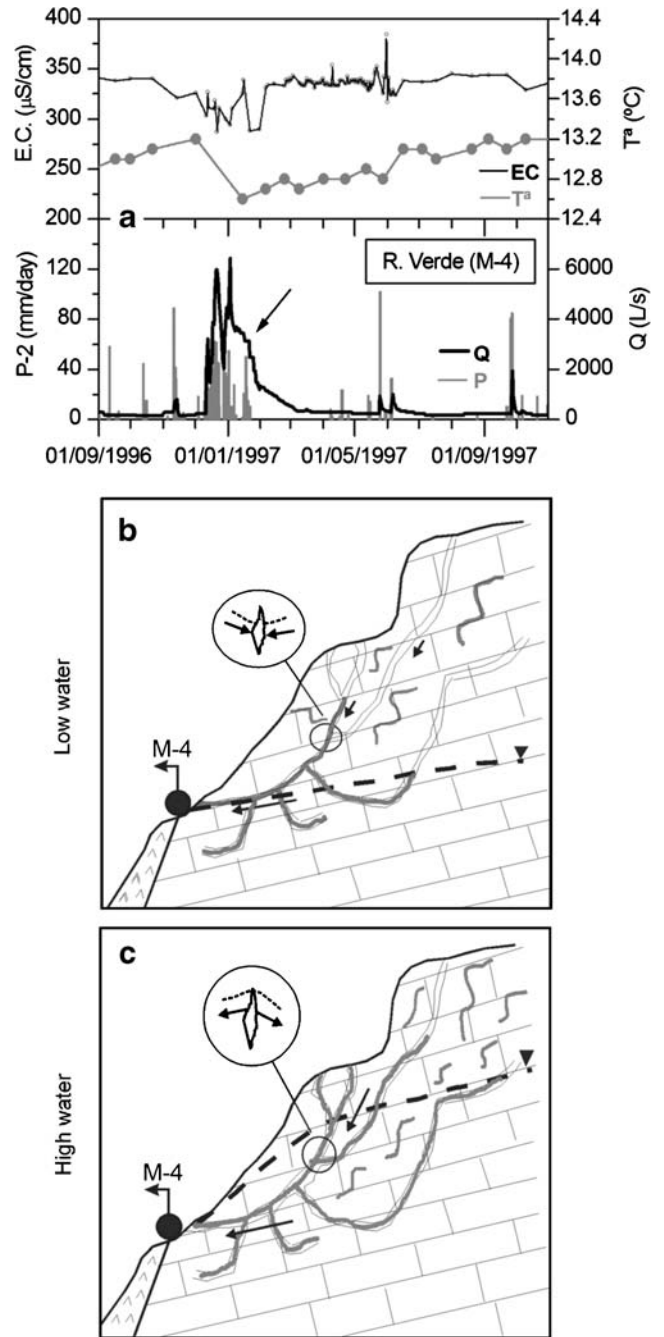 400
350
300
250
200
E.C. (µS/cm)
14.4
14.0
13.6
13.2
12.8
12.4
Tª (ºC)
EC
Tª
a
R. Verde (M-4)
120
80
40
0
P-2 (mm/day)
6000
4000
2000
0
Q (L/s)
Q
P
01/09/1996
01/01/1997
01/05/1997
01/09/1997
b
Low water
M-4
c
High water
M-4